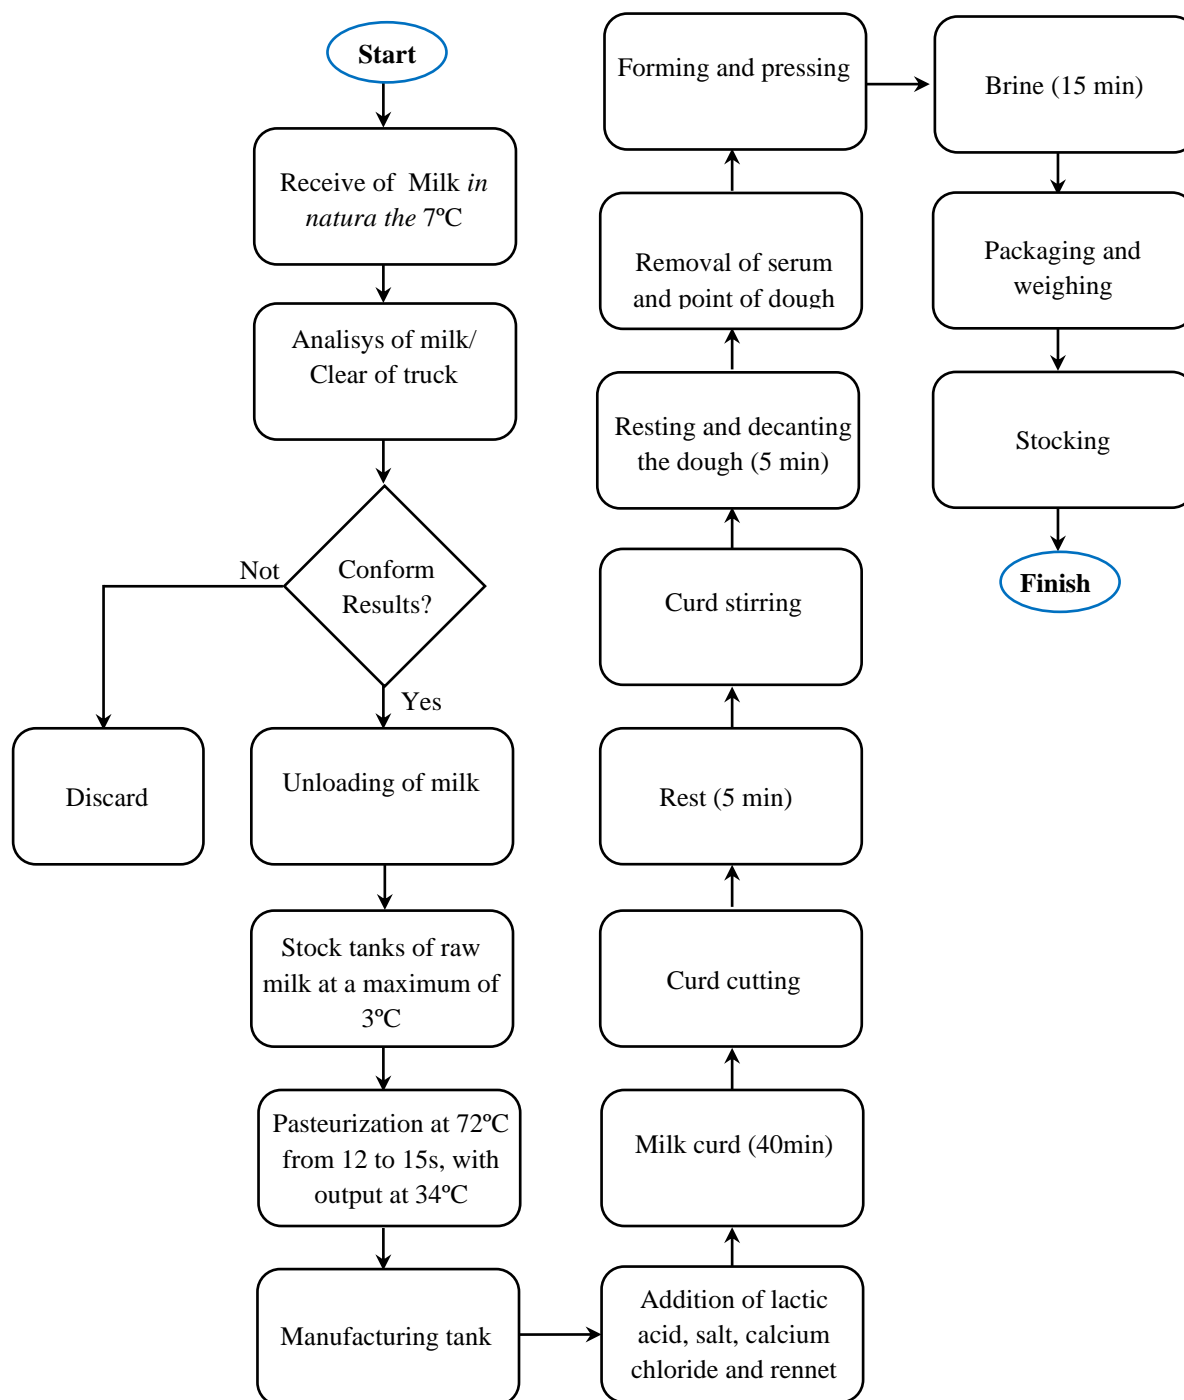 Start
Receive of  Milk in
natura the 7ºC
Analisys of milk/
Clear of truck
Conform
Results?
Not
Yes
Discard
Unloading of milk
Stock tanks of raw
milk at a maximum of
3ºC
Pasteurization at 72ºC
from 12 to 15s, with
output at 34ºC
Manufacturing tank
Addition of lactic
acid, salt, calcium
chloride and rennet
Milk curd (40min)
Curd cutting
Rest (5 min)
Curd stirring
Resting and decanting
the dough (5 min)
Removal of serum
and point of dough
Forming and pressing
Brine (15 min)
Packaging and
weighing
Stocking
Finish